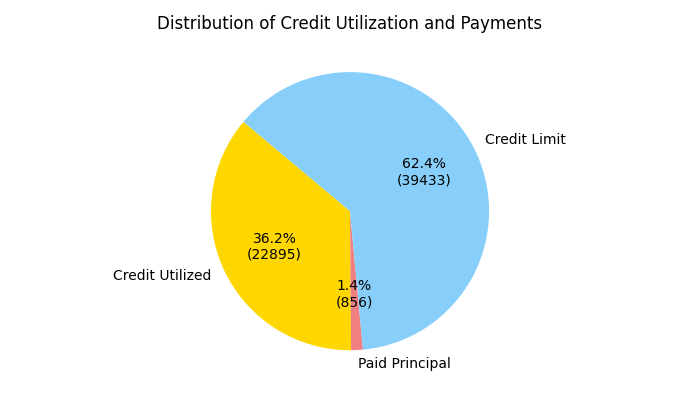 Distribution of Credit Utilization and Payments
Credit Limit
62.4%
(39433)
36.2%
(22895)
Credit Utilized
1.4%
(856)
Paid Principal